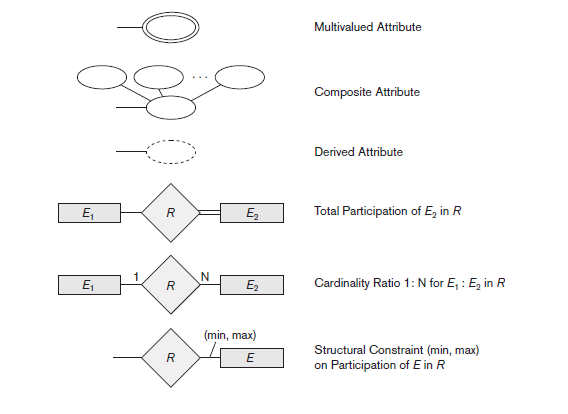 Multivalued Attribute
...
Composite Attribute
Derived Attribute
E₁ R E₂ Total Participation of E₂ in R
E₁ 1 R N E₂ Cardinality Ratio 1: N for E₁ : E₂ in R
(min, max)
R E Structural Constraint (min, max)
on Participation of E in R